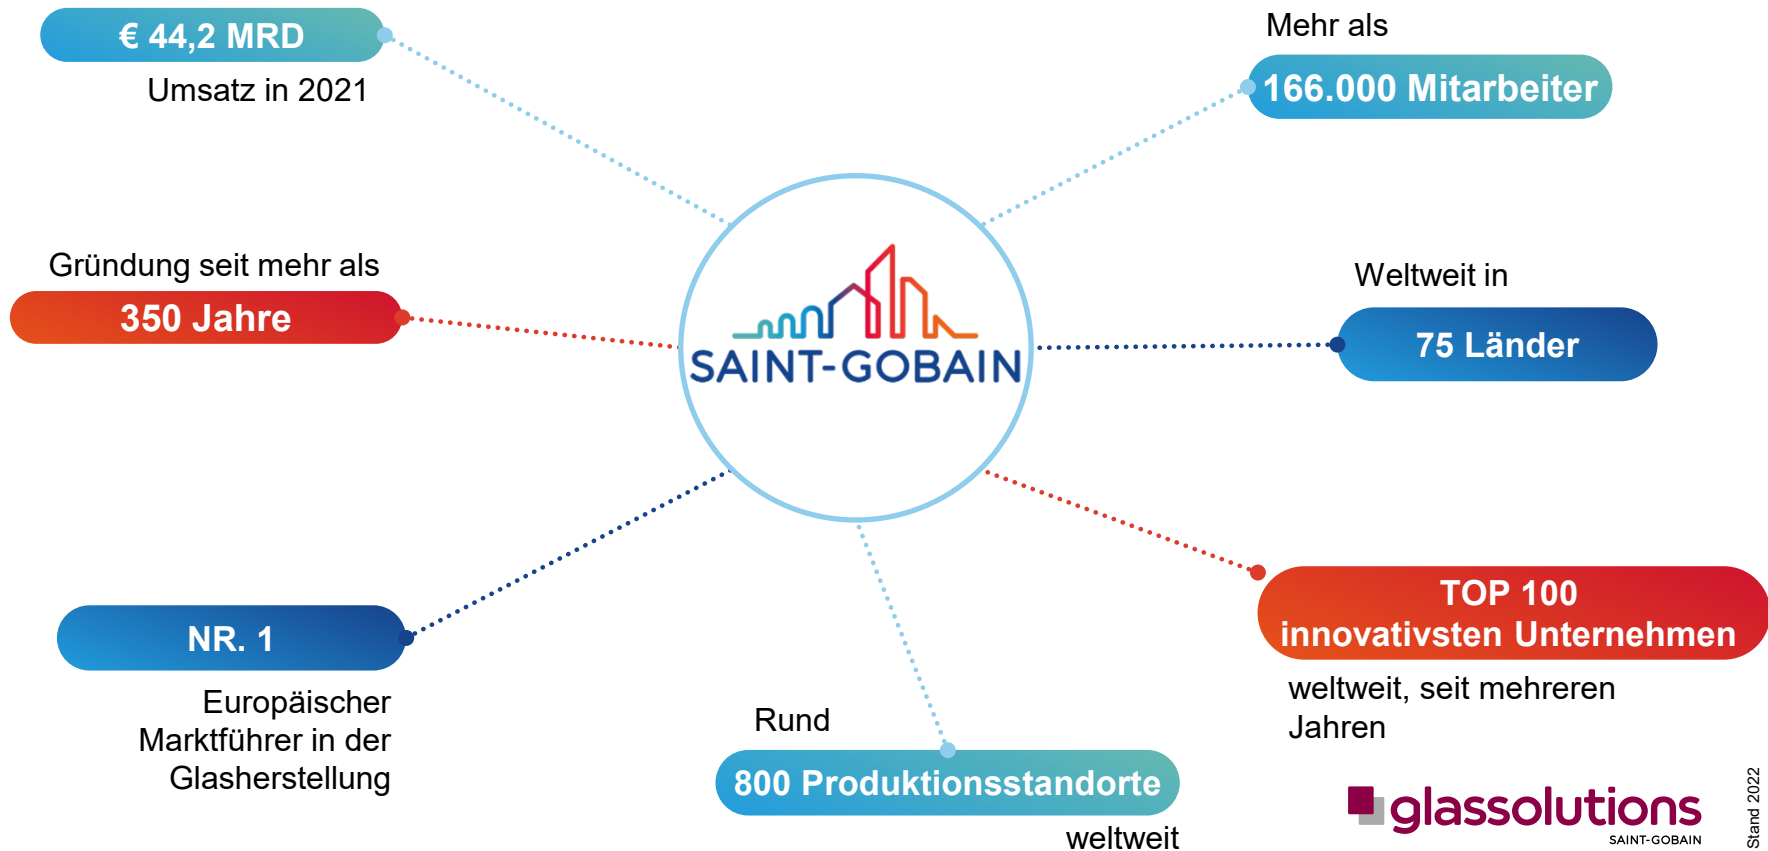 € 44,2 MRD
Umsatz in 2021
Mehr als
166.000 Mitarbeiter
Gründung seit mehr als
350 Jahre
SAINT-GOBAIN
Weltweit in
75 Länder
NR. 1
Europäischer
Marktführer in der
Glasherstellung
Rund
800 Produktionsstandorte
weltweit
TOP 100
innovativsten Unternehmen
weltweit, seit mehreren
Jahren
glassolutions
SAINT-GOBAIN
Stand 2022